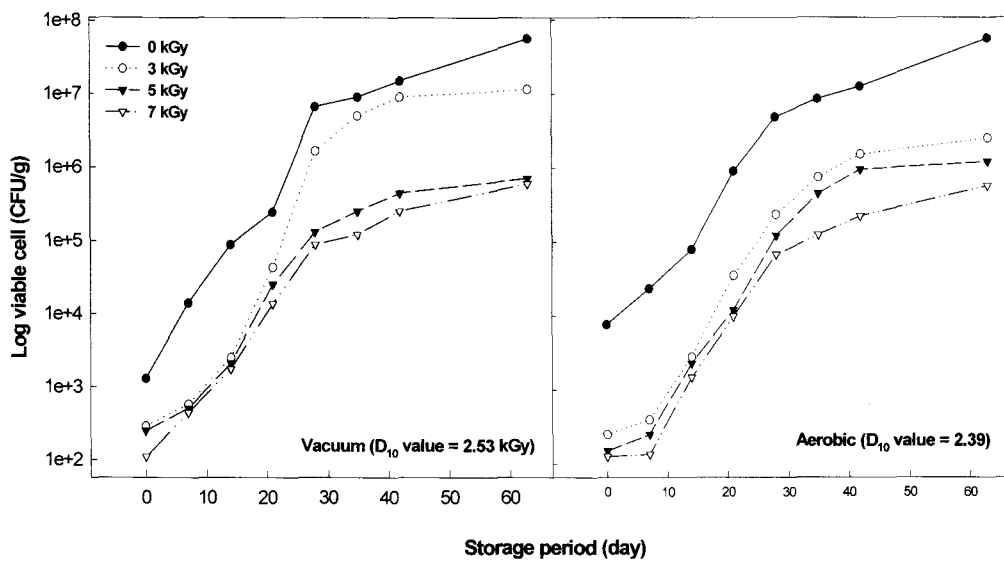 1e+8
1e+7
1e+6
1e+5
1e+4
1e+3
1e+2
Log viable cell (CFU/g)
0 kGy
3 kGy
5 kGy
7 kGy
Vacuum (D10 value = 2.53 kGy)
Aerobic (D10 value = 2.39)
0 10 20 30 40 50 60
0 10 20 30 40 50 60
Storage period (day)